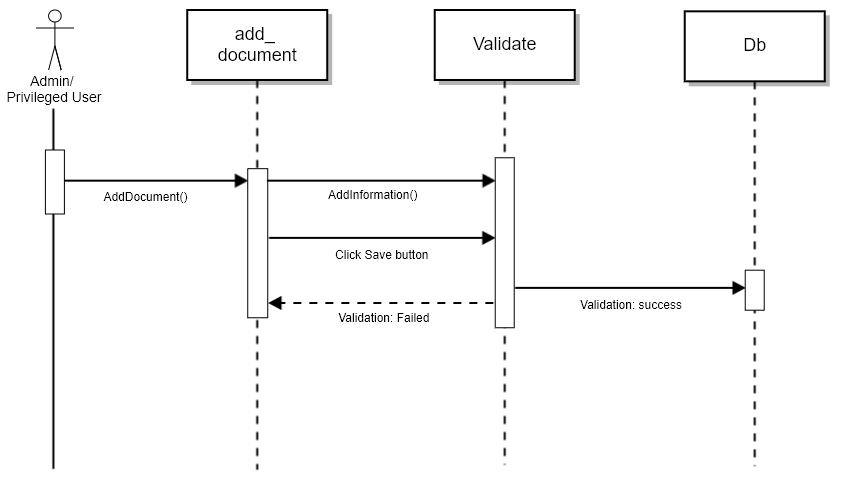 add_
document
Validate
Db
Admin/
Privileged User
AddDocument()
AddInformation()
Click Save button
Validation: success
Validation: Failed